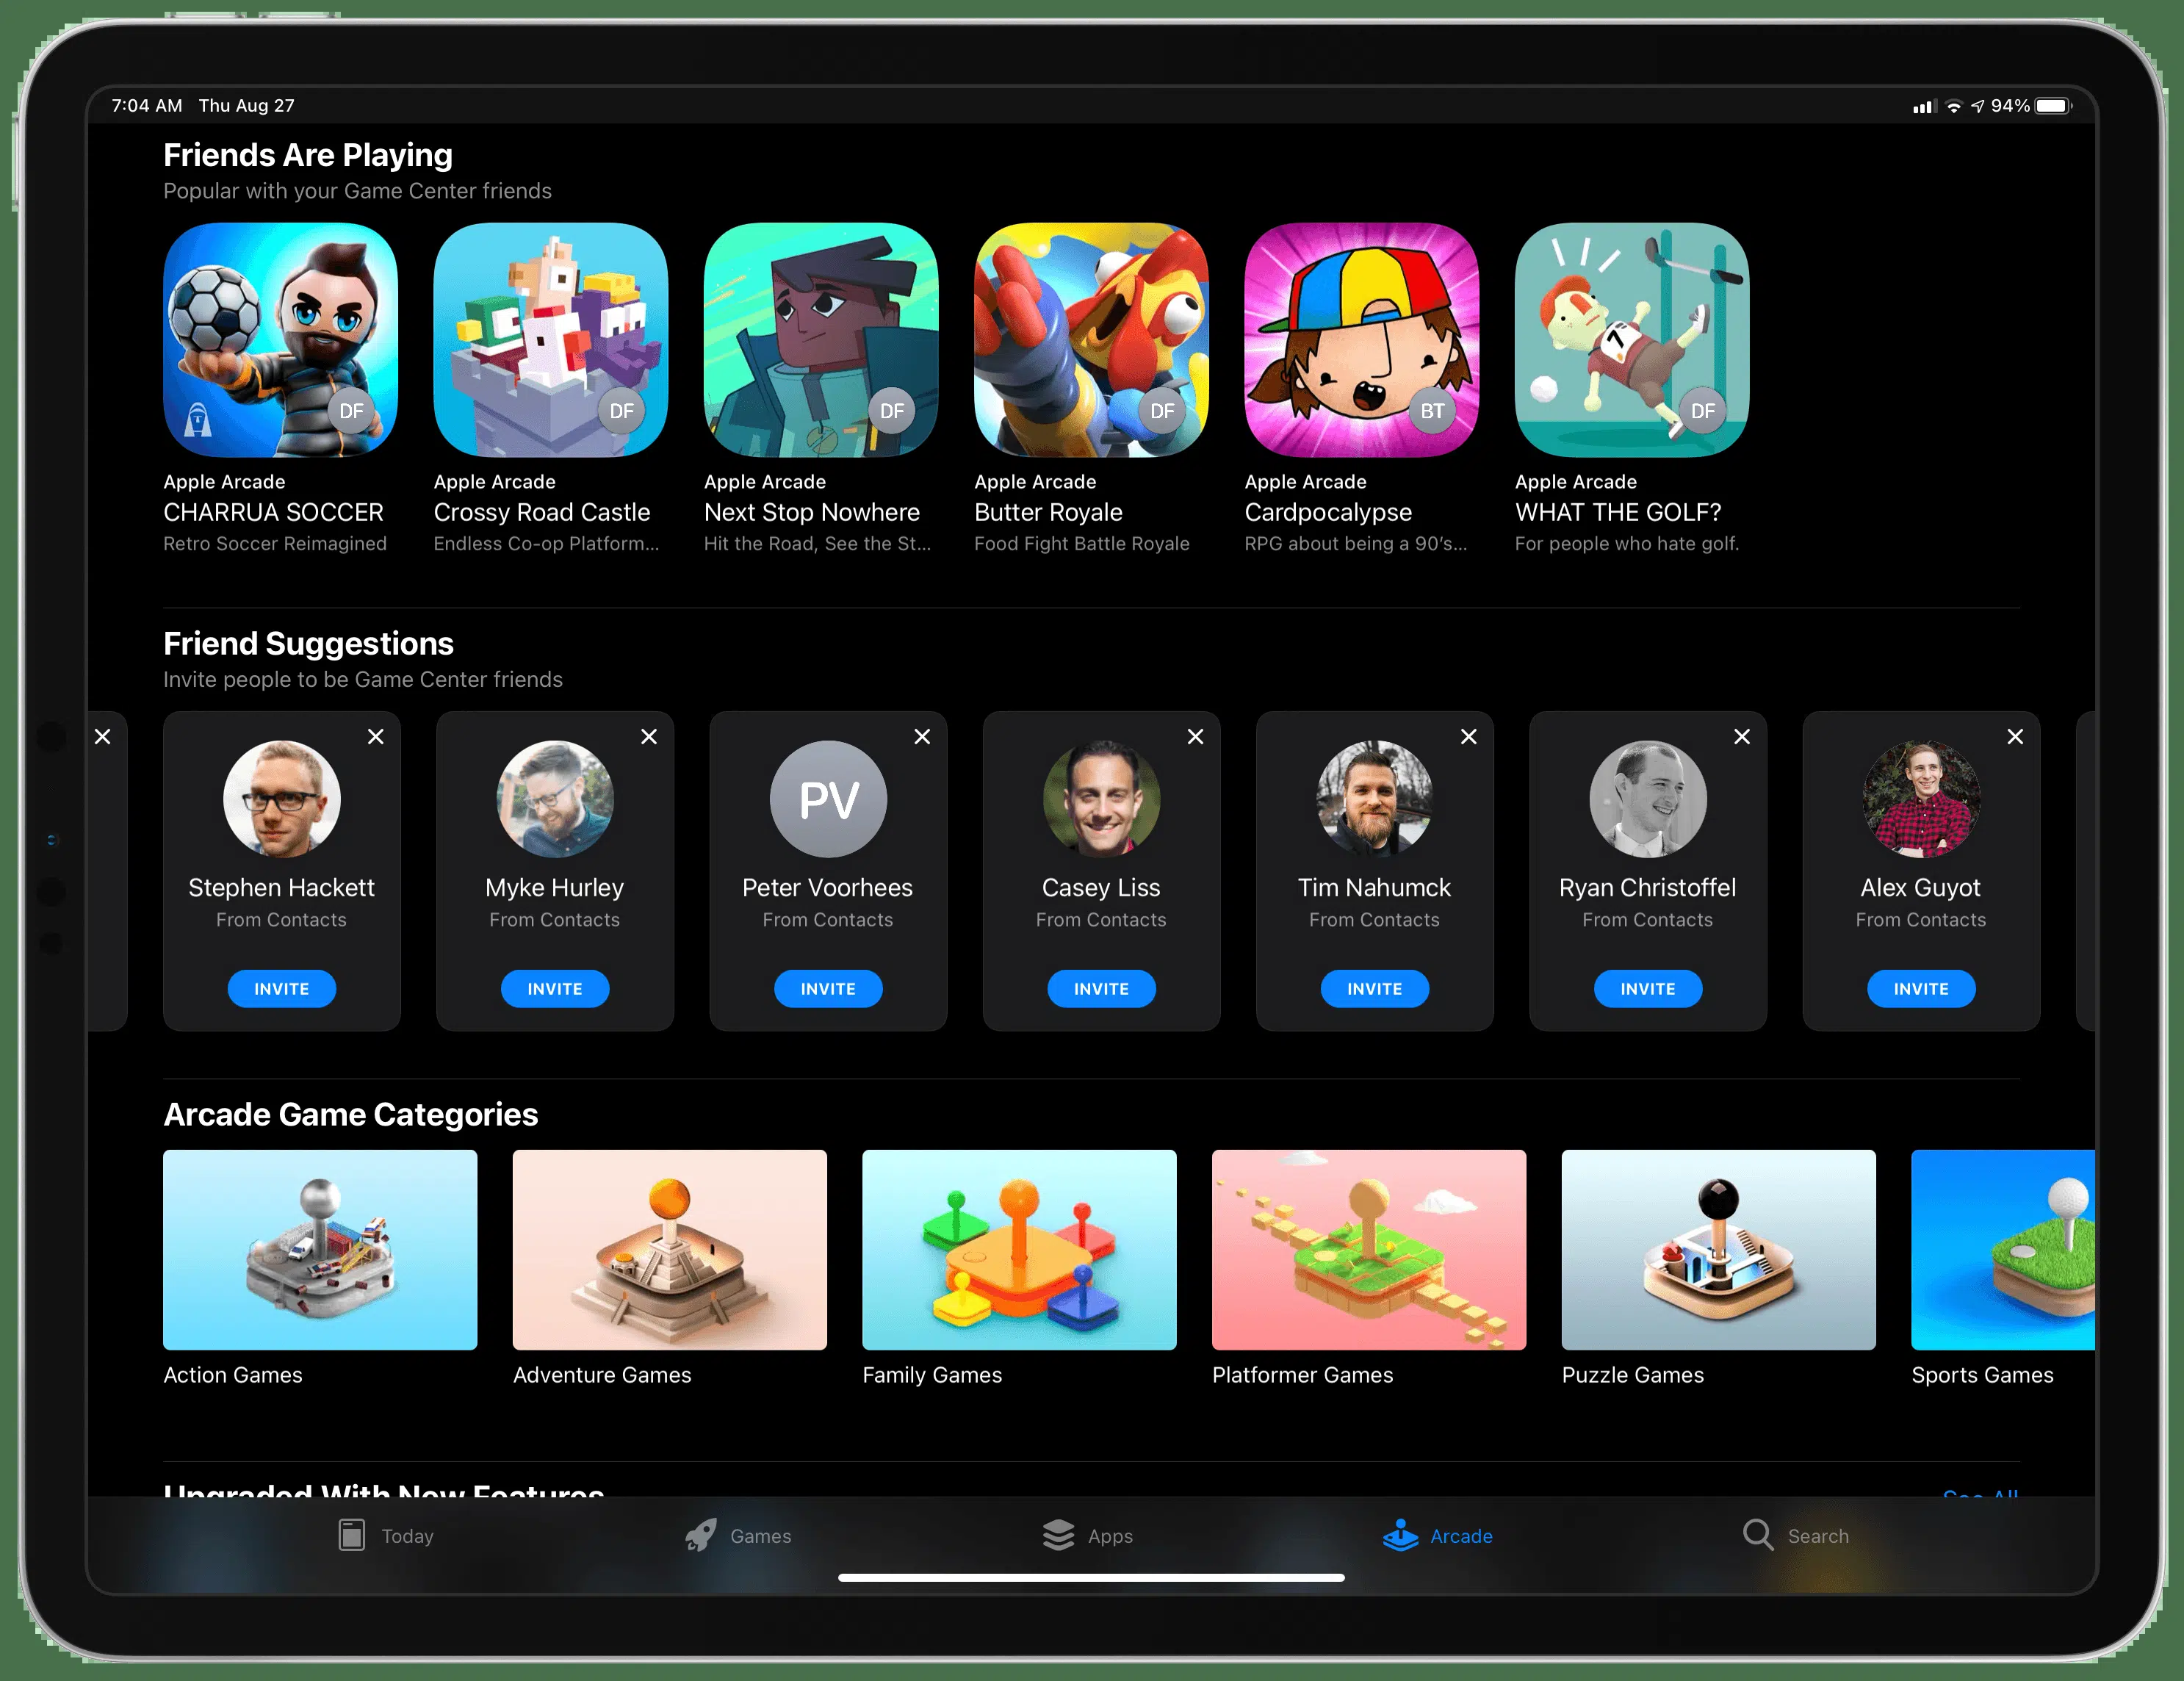 7:04 AM Thu Aug 27
94%
Friends Are Playing
Popular with your Game Center friends
DF
DF
DF
DF
BT
7
DF
Apple Arcade
CHARRUA SOCCER
Retro Soccer Reimagined
Apple Arcade
Crossy Road Castle
Endless Co-op Platform...
Apple Arcade
Next Stop Nowhere
Hit the Road, See the St...
Apple Arcade
Butter Royale
Food Fight Battle Royale
Apple Arcade
Cardpocalypse
RPG about being a 90's...
Apple Arcade
WHAT THE GOLF?
For people who hate golf.
Friend Suggestions
Invite people to be Game Center friends
Stephen Hackett
From Contacts
INVITE
Myke Hurley
From Contacts
INVITE
PV
Peter Voorhees
From Contacts
INVITE
Casey Liss
From Contacts
INVITE
Tim Nahumck
From Contacts
INVITE
Ryan Christoffel
From Contacts
INVITE
Alex Guyot
From Contacts
INVITE
Arcade Game Categories
Action Games
Adventure Games
Family Games
Platformer Games
Puzzle Games
Sports Games
Upgraded With New Features
See All
Today
Games
Apps
Arcade
Search